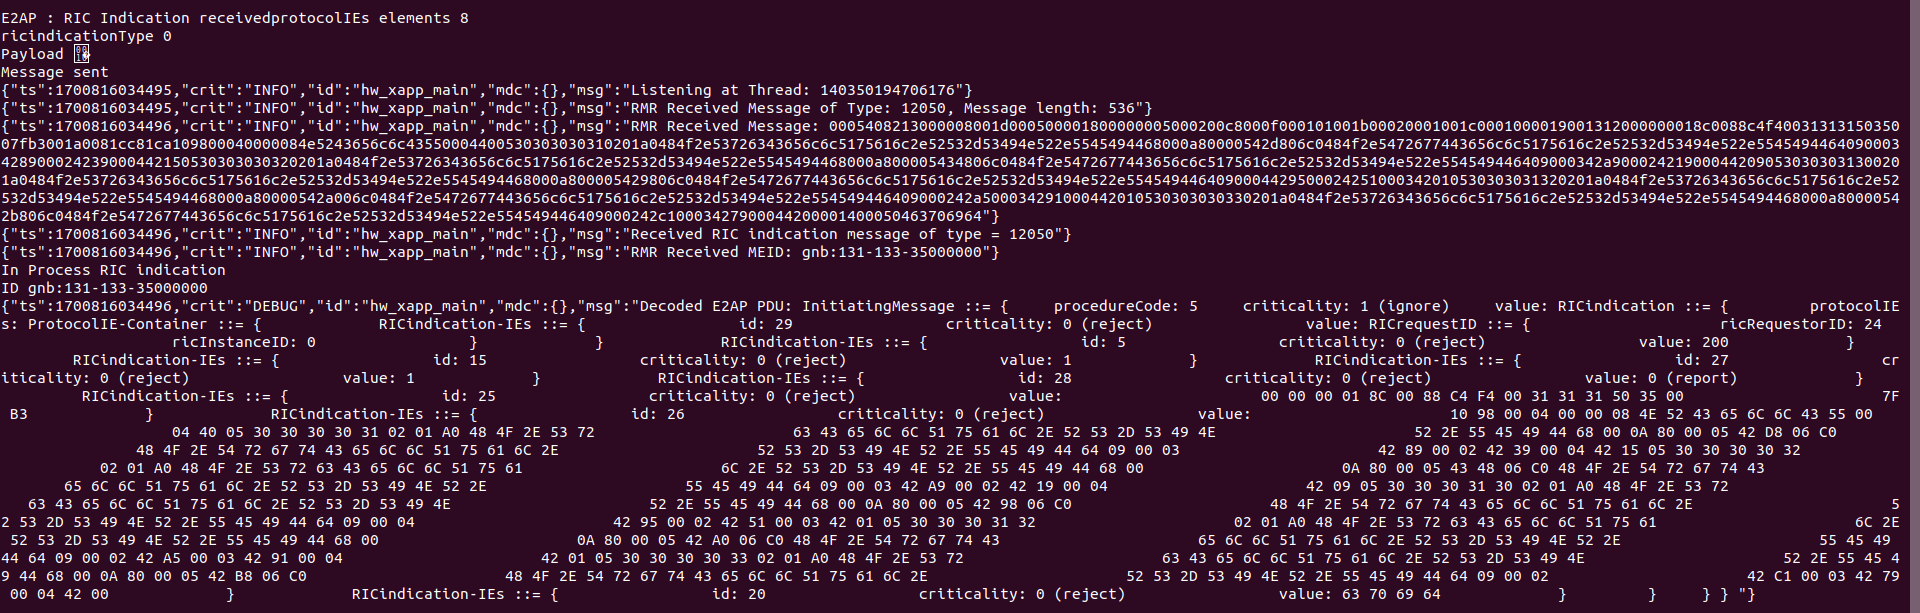 E2AP : RIC Indication receivedprotocolIEs elements 8
ricindicationType 0
Payload
Message sent
{"ts":1700816034495,"crit":"INFO","id":"hw_xapp_main","mdc":{},"msg":"Listening at Thread: 140350194706176"}
{"ts":1700816034495,"crit":"INFO","id":"hw_xapp_main","mdc":{},"msg":"RMR Received Message of Type: 12050, Message length: 536"}
{"ts":1700816034496,"crit":"INFO","id":"hw_xapp_main","mdc":{},"msg":"RMR Received Message:
{"ts":1700816034496,"crit":"INFO","id":"hw_xapp_main","mdc":{},"msg":"Received RIC indication message of type = 12050"}
{"ts":1700816034496,"crit":"INFO","id":"hw_xapp_main","mdc":{},"msg":"RMR Received MEID: gnb:131-133-35000000"}
In Process RIC indication
ID gnb:131-133-35000000
{"ts":1700816034496,"crit":"DEBUG","id":"hw_xapp_main","mdc":{},"msg":"Decoded E2AP PDU: InitiatingMessage ::= { procedureCode: 5 criticality: 1 (ignore) value: RICindication ::= { protocolIE
s: ProtocolIE-Container ::= { RICindication-IEs ::= { id: 29 criticality: 0 (reject) value: RICrequestID ::= { ricRequestorID: 24
ricInstanceID: 0 } } RICindication-IEs ::= { id: 5 criticality: 0 (reject) value: 200 }
RICindication-IEs ::= { id: 15 criticality: 0 (reject) value: 1 } RICindication-IEs ::= { id: 27 cr
iticality: 0 (reject) value: 1 } RICindication-IEs ::= { id: 28 criticality: 0 (reject) value: 0 (report) }
RICindication-IEs ::= { id: 25 criticality: 0 (reject) value: 00 00 00 01 8C 00 88 C4 F4 00 31 31 31 50 35 00 7F
B3 } RICindication-IEs ::= { id: 26 criticality: 0 (reject) value: 10 98 00 04 00 00 08 4E 52 43 65 6C 6C 43 55 00
04 40 05 30 30 30 30 31 02 01 A0 48 4F 2E 53 72 63 43 65 6C 6C 51 75 61 6C 2E 52 53 2D 53 49 4E 52 2E 55 45 49 44 68 00 0A 80 00 05 42 D8 06 C0
48 4F 2E 54 72 67 74 43 65 6C 6C 51 75 61 6C 2E 52 53 2D 53 49 4E 52 2E 55 45 49 44 64 09 00 03 42 89 00 02 42 39 00 04 42 15 05 30 30 30 30 32
02 01 A0 48 4F 2E 53 72 63 43 65 6C 6C 51 75 61 6C 2E 52 53 2D 53 49 4E 52 2E 55 45 49 44 68 00 0A 80 00 05 43 48 06 C0 48 4F 2E 54 72 67 74 43
65 6C 6C 51 75 61 6C 2E 52 53 2D 53 49 4E 52 2E 55 45 49 44 64 09 00 03 42 A9 00 02 42 19 00 04 42 09 05 30 30 30 31 30 02 01 A0 48 4F 2E 53 72
63 43 65 6C 6C 51 75 61 6C 2E 52 53 2D 53 49 4E 52 2E 55 45 49 44 68 00 0A 80 00 05 42 98 06 C0 48 4F 2E 54 72 67 74 43 65 6C 6C 51 75 61 6C 2E 5
2 53 2D 53 49 4E 52 2E 55 45 49 44 64 09 00 04 42 95 00 02 42 51 00 03 42 01 05 30 30 30 31 32 02 01 A0 48 4F 2E 53 72 63 43 65 6C 6C 51 75 61 6C 2E
52 53 2D 53 49 4E 52 2E 55 45 49 44 68 00 0A 80 00 05 42 A0 06 C0 48 4F 2E 54 72 67 74 43 65 6C 6C 51 75 61 6C 2E 52 53 2D 53 49 4E 52 2E 55 45 49
44 64 09 00 02 42 A5 00 03 42 91 00 04 42 01 05 30 30 30 30 33 02 01 A0 48 4F 2E 53 72 63 43 65 6C 6C 51 75 61 6C 2E 52 53 2D 53 49 4E 52 2E 55 45 4
9 44 68 00 0A 80 00 05 42 B8 06 C0 48 4F 2E 54 72 67 74 43 65 6C 6C 51 75 61 6C 2E 52 53 2D 53 49 4E 52 2E 55 45 49 44 64 09 00 02 42 C1 00 03 42 79
00 04 42 00 } RICindication-IEs ::= { id: 20 criticality: 0 (reject) value: 63 70 69 64 } } } } "}